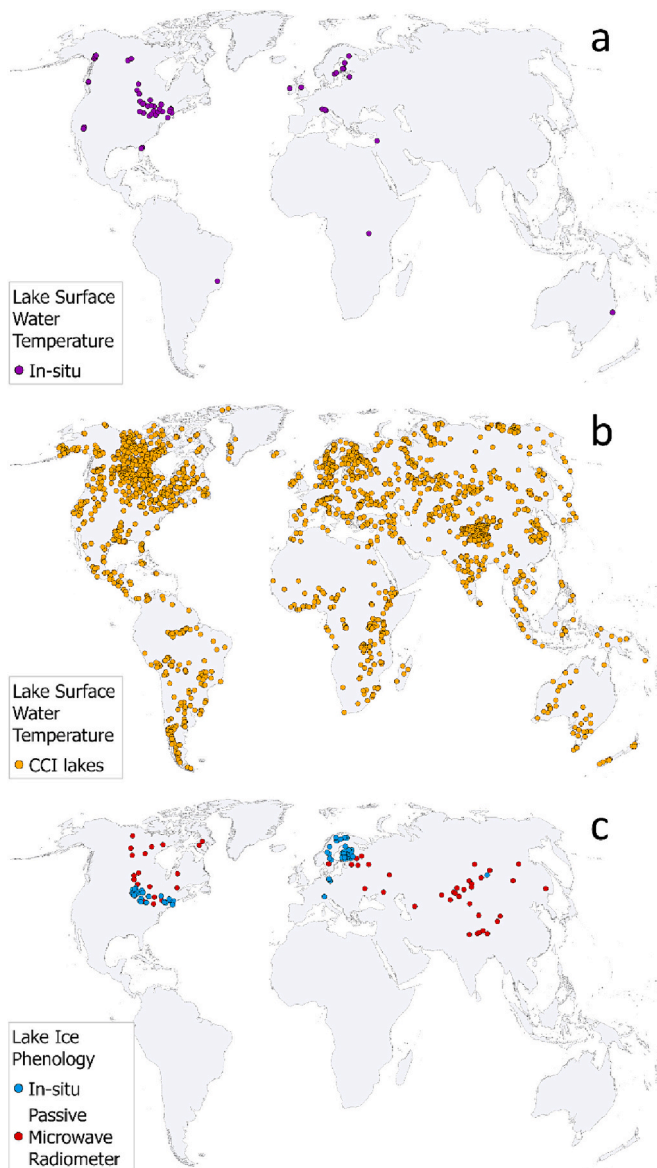 a
Lake Surface
Water
Temperature
In-situ
b
Lake Surface
Water
Temperature
CCI lakes
c
Lake Ice
Phenology
In-situ
Passive
Microwave
Radiometer